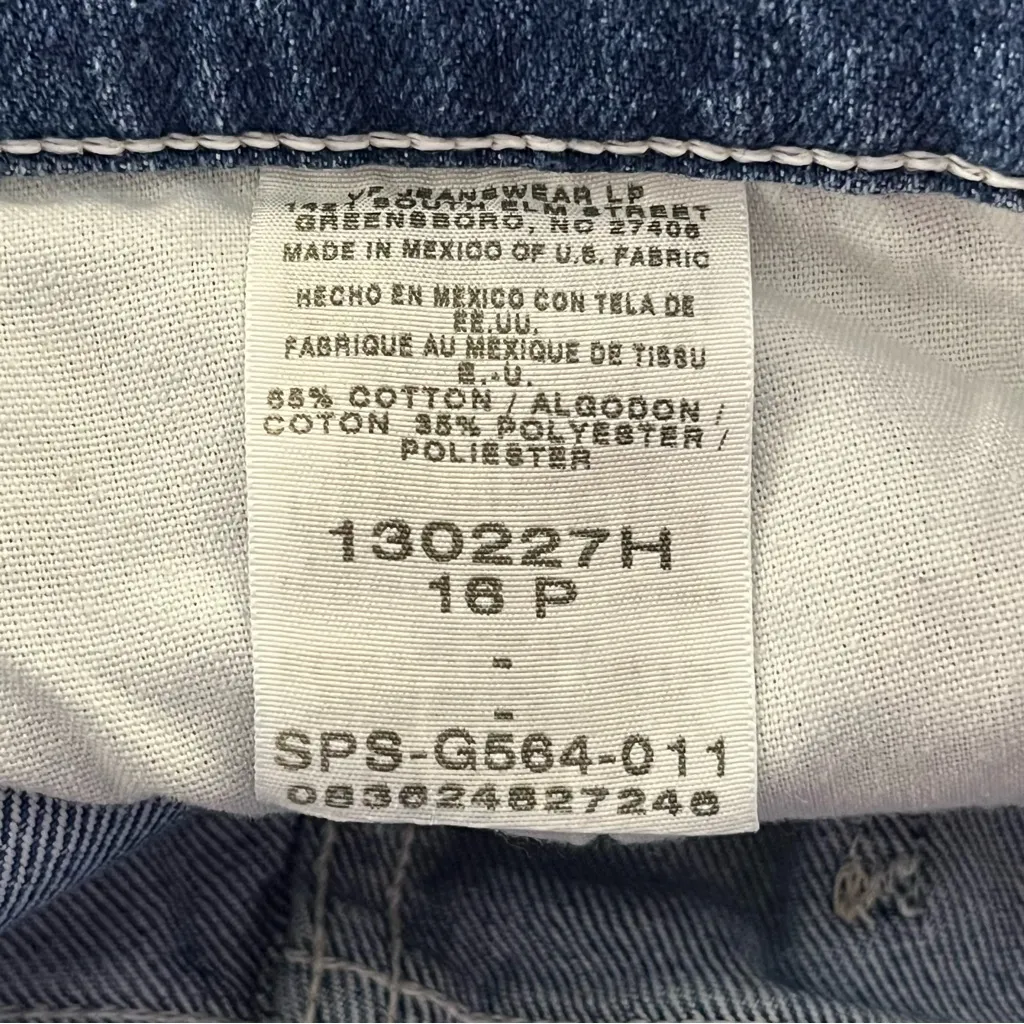 VF JEANSWEAR LP
SOUTH ELM STREET
GREENSBORO, NC 27406
MADE IN MEXICO OF U.S. FABRIC
HECHO EN MEXICO CON TELA DE
EE.UU.
FABRIQUE AU MEXIQUE DE TISSU
E.-U.
65% COTTON / ALGODON /
COTON 35% POLYESTER /
POLIESTER
130227H
16 P
-
-
SPS-G564-011